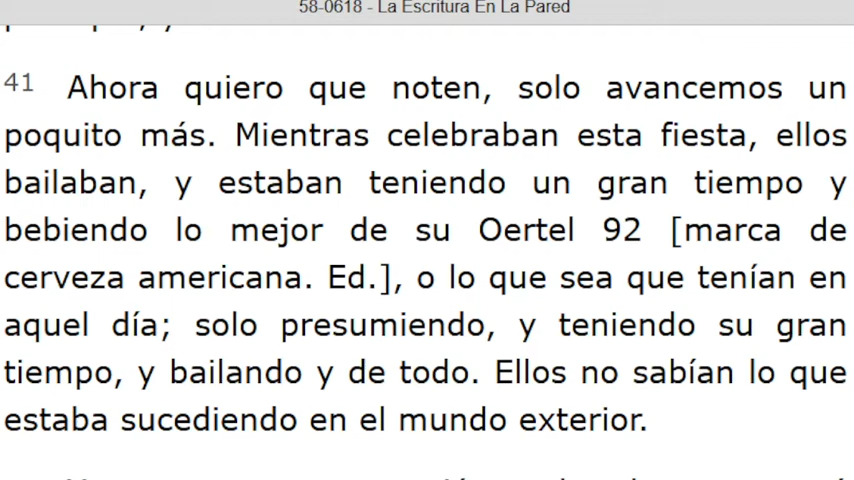 58-0618 - La Escritura En La Pared
41 Ahora quiero que noten, solo avancemos un
poquito más. Mientras celebraban esta fiesta, ellos
bailaban, y estaban teniendo un gran tiempo y
bebiendo lo mejor de su Oertel 92 [marca de
cerveza americana. Ed.], o lo que sea que tenían en
aquel día; solo presumiendo, y teniendo su gran
tiempo, y bailando y de todo. Ellos no sabían lo que
estaba sucediendo en el mundo exterior.